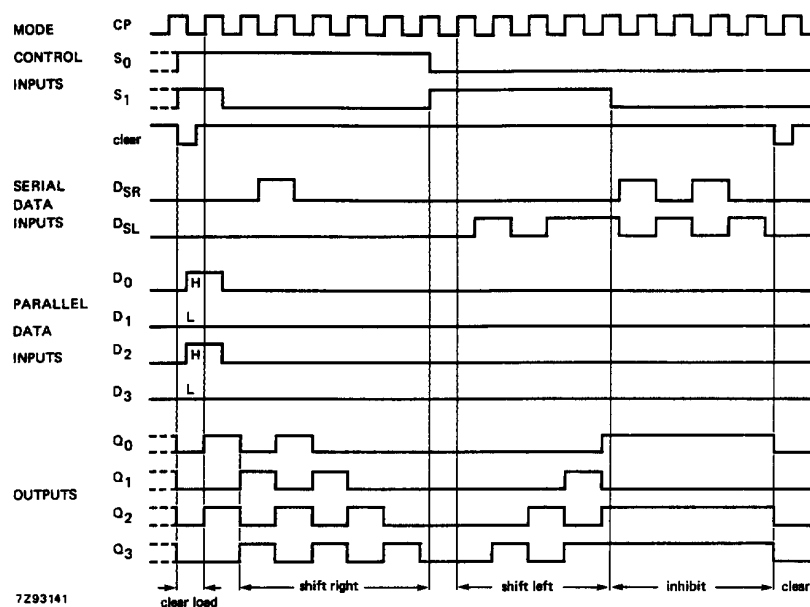 MODE CP
CONTROL S0
INPUTS
S1
clear
SERIAL DSR
DATA
INPUTS DSL
D0
H
PARALLEL D1
L
DATA
INPUTS D2
H
D3
L
Q0
Q1
OUTPUTS
Q2
Q3
7Z93141
clear load shift right shift left inhibit clear